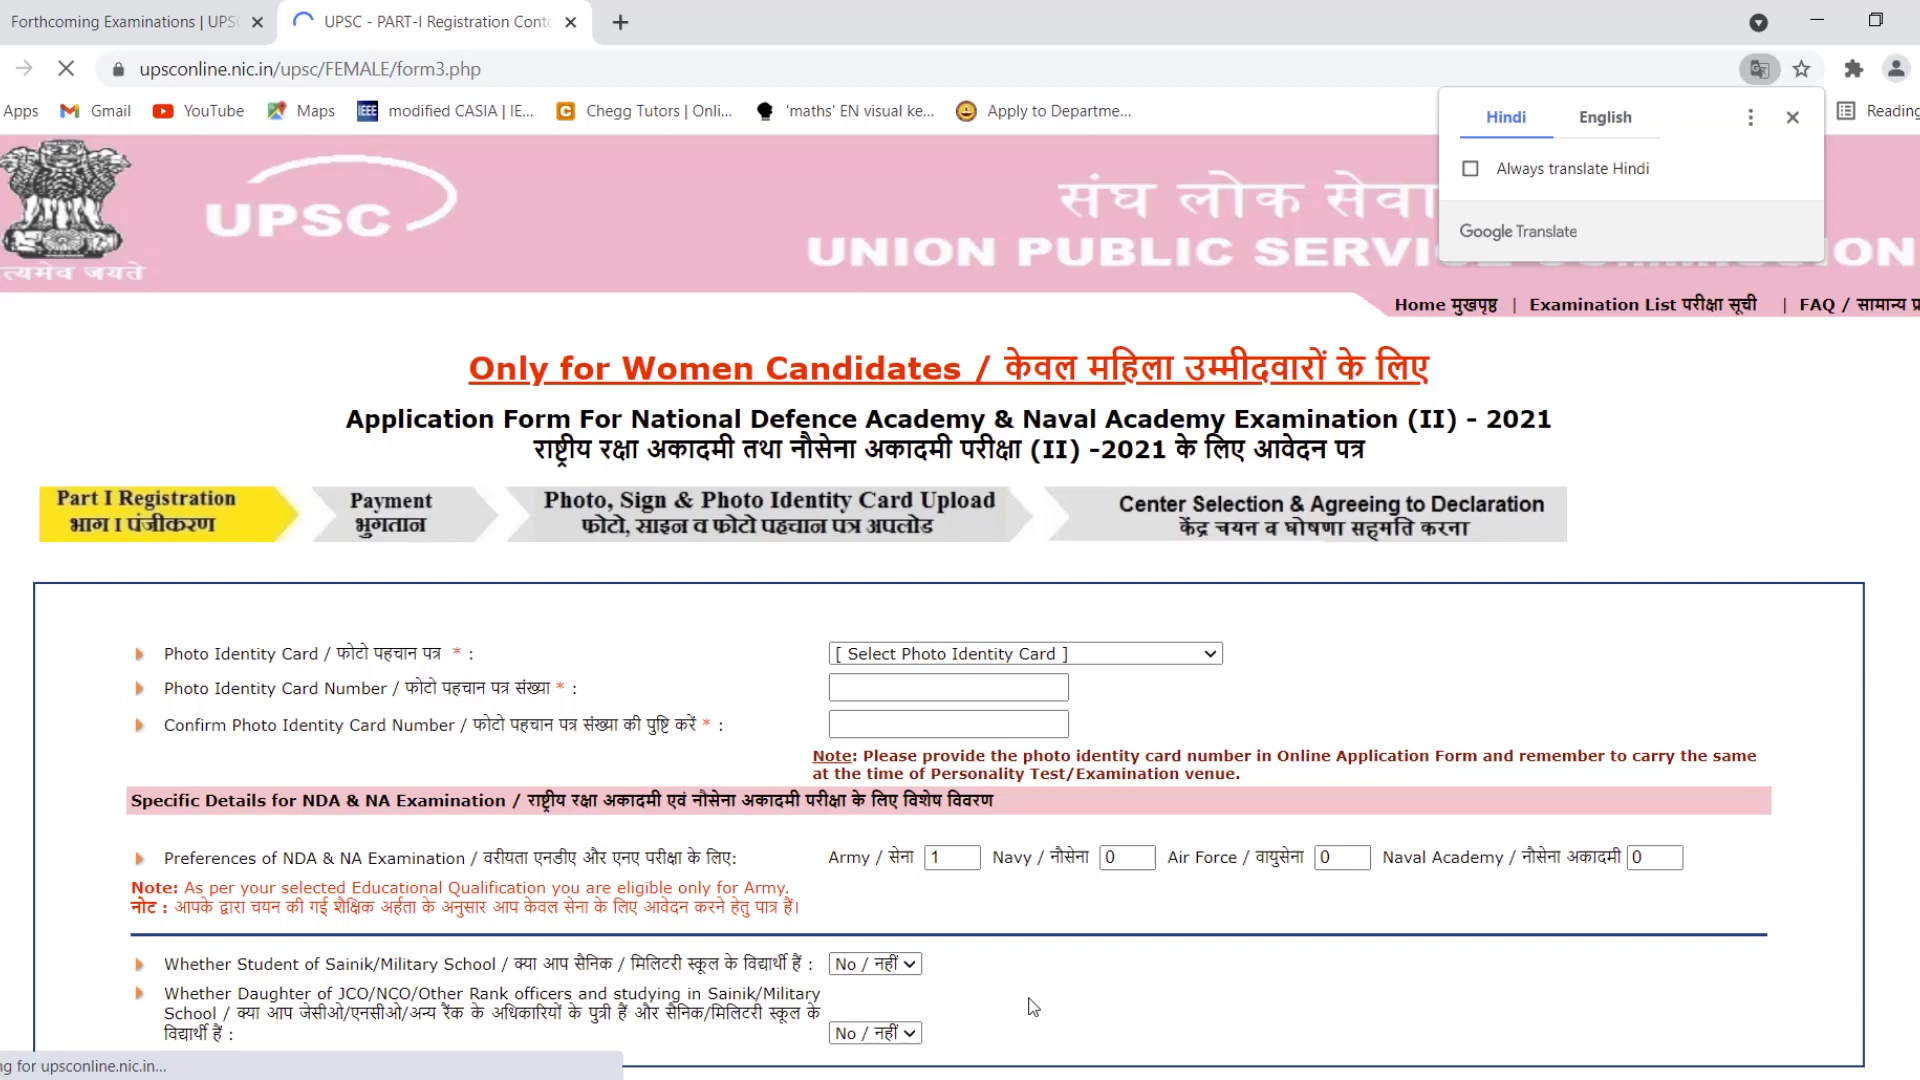 Forthcoming Examinations | UPS
UPSC - PART-I Registration Conto
upsconline.nic.in/upsc/FEMALE/form3.php
Apps Gmail YouTube Maps IEEE modified CASIA | IE... Chegg Tutors | Onli... 'maths' EN visual ke... Apply to Departme... Reading
Hindi English
Always translate Hindi
Google Translate
UPSC
संघ लोक सेवा
UNION PUBLIC SERVI
ON
त्यमेव जयते
Home मुखपृष्ठ | Examination List परीक्षा सूची | FAQ / सामान्य प्र
Only for Women Candidates / केवल महिला उम्मीदवारों के लिए
Application Form For National Defence Academy & Naval Academy Examination (II) - 2021
राष्ट्रीय रक्षा अकादमी तथा नौसेना अकादमी परीक्षा (II) -2021 के लिए आवेदन पत्र
Part I Registration
भाग I पंजीकरण
Payment
भुगतान
Photo, Sign & Photo Identity Card Upload
फोटो, साइन व फोटो पहचान पत्र अपलोड
Center Selection & Agreeing to Declaration
केंद्र चयन व घोषणा सहमति करना
Photo Identity Card / फोटो पहचान पत्र * : [ Select Photo Identity Card ]
Photo Identity Card Number / फोटो पहचान पत्र संख्या * :
Confirm Photo Identity Card Number / फोटो पहचान पत्र संख्या की पुष्टि करें * :
Note: Please provide the photo identity card number in Online Application Form and remember to carry the same
at the time of Personality Test/Examination venue.
Specific Details for NDA & NA Examination / राष्ट्रीय रक्षा अकादमी एवं नौसेना अकादमी परीक्षा के लिए विशेष विवरण
Preferences of NDA & NA Examination / वरीयता एनडीए और एनए परीक्षा के लिए: Army / सेना 1 Navy / नौसेना 0 Air Force / वायुसेना 0 Naval Academy / नौसेना अकादमी 0
Note: As per your selected Educational Qualification you are eligible only for Army.
नोट : आपके द्वारा चयन की गई शैक्षिक अर्हता के अनुसार आप केवल सेना के लिए आवेदन करने हेतु पात्र हैं।
Whether Student of Sainik/Military School / क्या आप सैनिक / मिलिटरी स्कूल के विद्यार्थी हैं : No / नहीं
Whether Daughter of JCO/NCO/Other Rank officers and studying in Sainik/Military
School / क्या आप जेसीओ/एनसीओ/अन्य रैंक के अधिकारियों के पुत्री हैं और सैनिक/मिलिटरी स्कूल के
विद्यार्थी हैं : No / नहीं
ng for upsconline.nic.in...